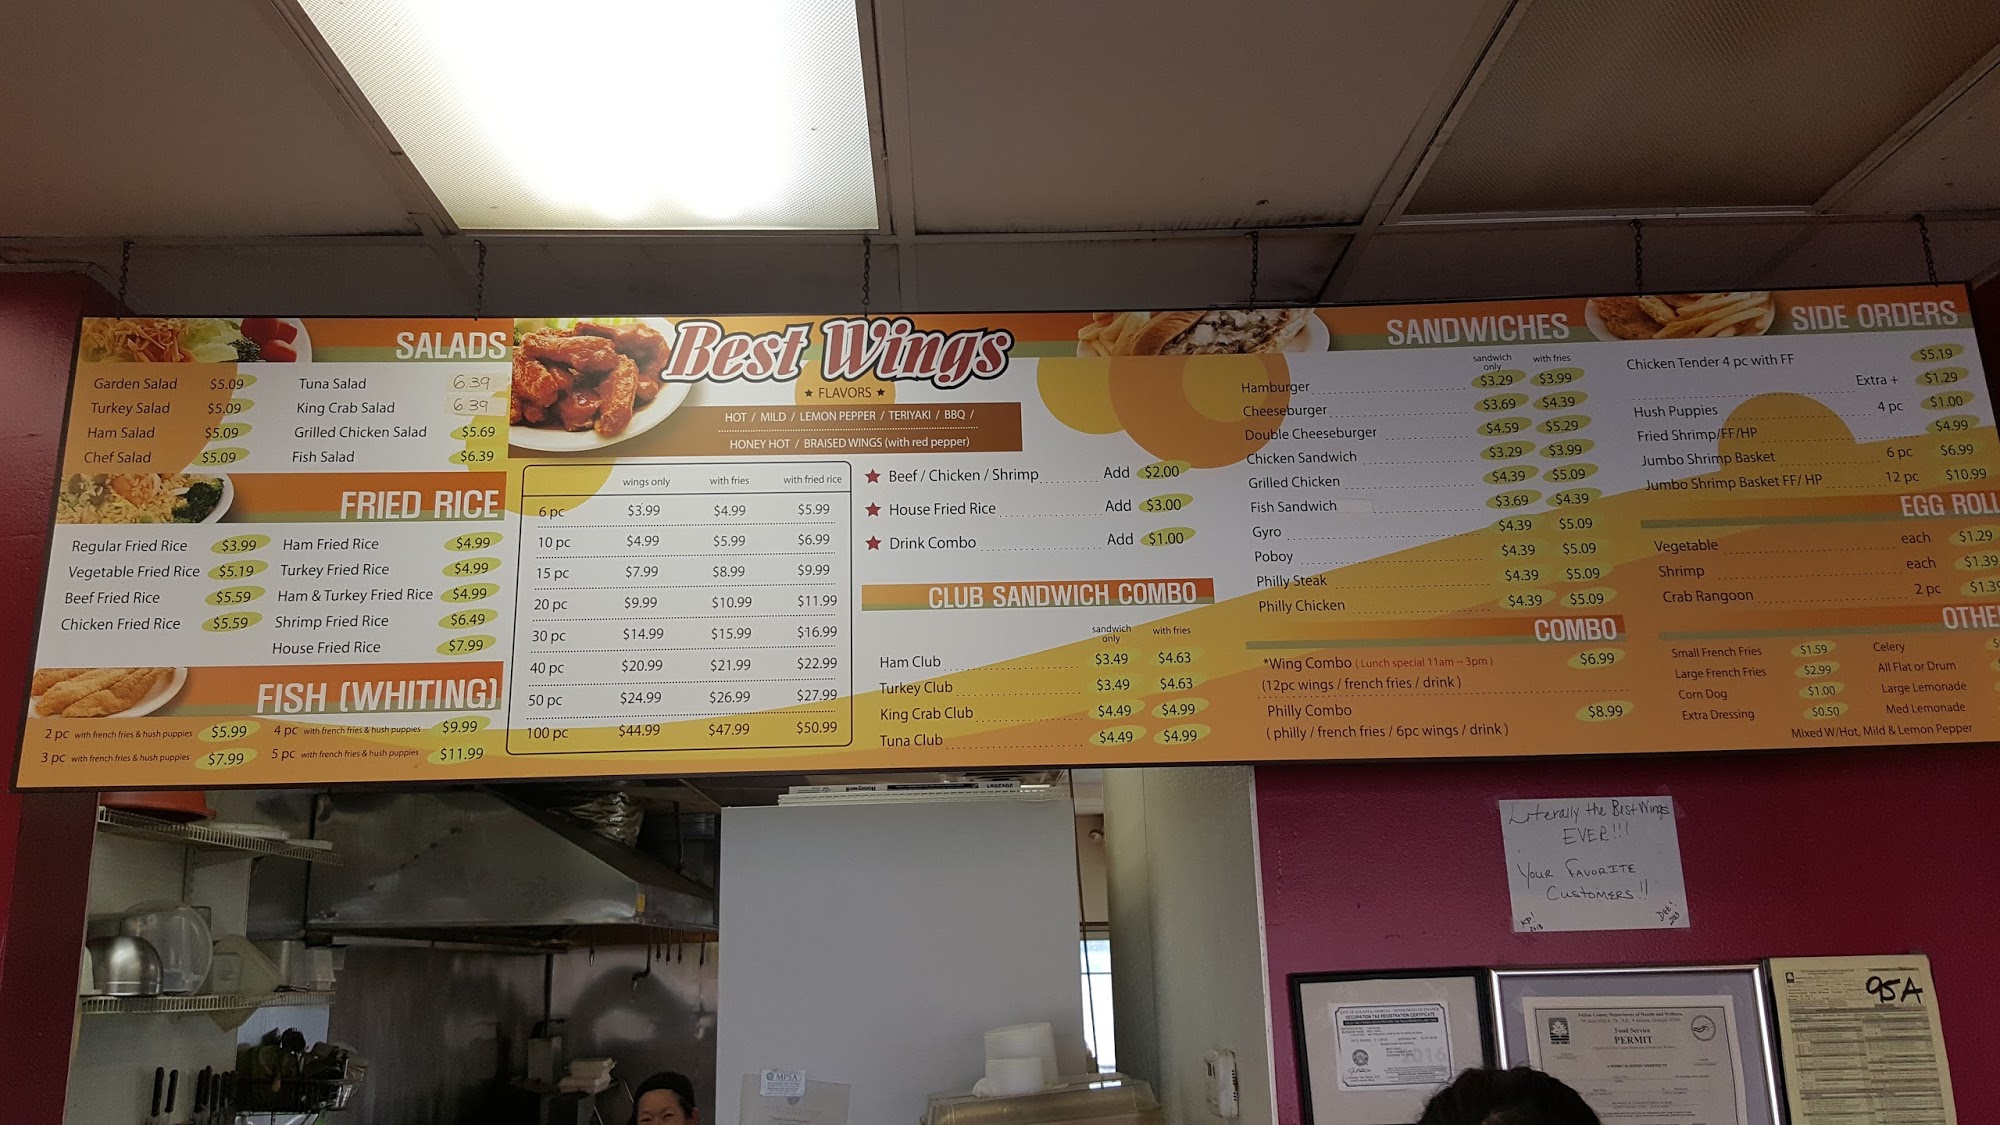 SALADS
Garden Salad $5.09
Turkey Salad $5.09
Ham Salad $5.09
Chef Salad $5.09
Tuna Salad 6.39
King Crab Salad 6.39
Grilled Chicken Salad $5.69
Fish Salad $6.39
FRIED RICE
Regular Fried Rice $3.99
Vegetable Fried Rice $5.19
Beef Fried Rice $5.59
Chicken Fried Rice $5.59
Ham Fried Rice $4.99
Turkey Fried Rice $4.99
Ham & Turkey Fried Rice $4.99
Shrimp Fried Rice $6.49
House Fried Rice $7.99
FISH (WHITING)
2 pc with french fries & hush puppies $5.99
3 pc with french fries & hush puppies $7.99
4 pc with french fries & hush puppies $9.99
5 pc with french fries & hush puppies $11.99
Best Wings
★ FLAVORS ★
HOT / MILD / LEMON PEPPER / TERIYAKI / BBQ /
HONEY HOT / BRAISED WINGS (with red pepper)
wings only with fries with fried rice
6 pc $3.99 $4.99 $5.99
10 pc $4.99 $5.99 $6.99
15 pc $7.99 $8.99 $9.99
20 pc $9.99 $10.99 $11.99
30 pc $14.99 $15.99 $16.99
40 pc $20.99 $21.99 $22.99
50 pc $24.99 $26.99 $27.99
100 pc $44.99 $47.99 $50.99
★ Beef / Chicken / Shrimp Add $2.00
★ House Fried Rice Add $3.00
★ Drink Combo Add $1.00
CLUB SANDWICH COMBO
sandwich only with fries
Ham Club $3.49 $4.63
Turkey Club $3.49 $4.63
King Crab Club $4.49 $4.99
Tuna Club $4.49 $4.99
SANDWICHES
sandwich only with fries
Hamburger $3.29 $3.99
Cheeseburger $3.69 $4.39
Double Cheeseburger $4.59 $5.29
Chicken Sandwich $3.29 $3.99
Grilled Chicken $4.39 $5.09
Fish Sandwich $3.69 $4.39
Gyro $4.39 $5.09
Poboy $4.39 $5.09
Philly Steak $4.39 $5.09
Philly Chicken $4.39 $5.09
COMBO
*Wing Combo ( Lunch special 11am ~ 3pm ) $6.99
(12pc wings / french fries / drink )
Philly Combo $8.99
( philly / french fries / 6pc wings / drink )
SIDE ORDERS
Chicken Tender 4 pc with FF $5.19
Extra + $1.29
Hush Puppies 4 pc $1.00
Fried Shrimp/FF/HP $4.99
Jumbo Shrimp Basket 6 pc $6.99
Jumbo Shrimp Basket FF/ HP 12 pc $10.99
EGG ROLL
Vegetable each $1.29
Shrimp each $1.39
Crab Rangoon 2 pc $1.39
OTHE
Small French Fries $1.59
Large French Fries $2.99
Corn Dog $1.00
Extra Dressing $0.50
Celery
All Flat or Drum
Large Lemonade
Med Lemonade
Mixed W/Hot, Mild & Lemon Pepper
Literally the Best Wings
EVER!!!
YOUR FAVORITE
CUSTOMERS!!
95A
Food Service
PERMIT
MPSA
OCCUPATION TAX REGISTRATION CERTIFICATE
Honeywell
20x20x1